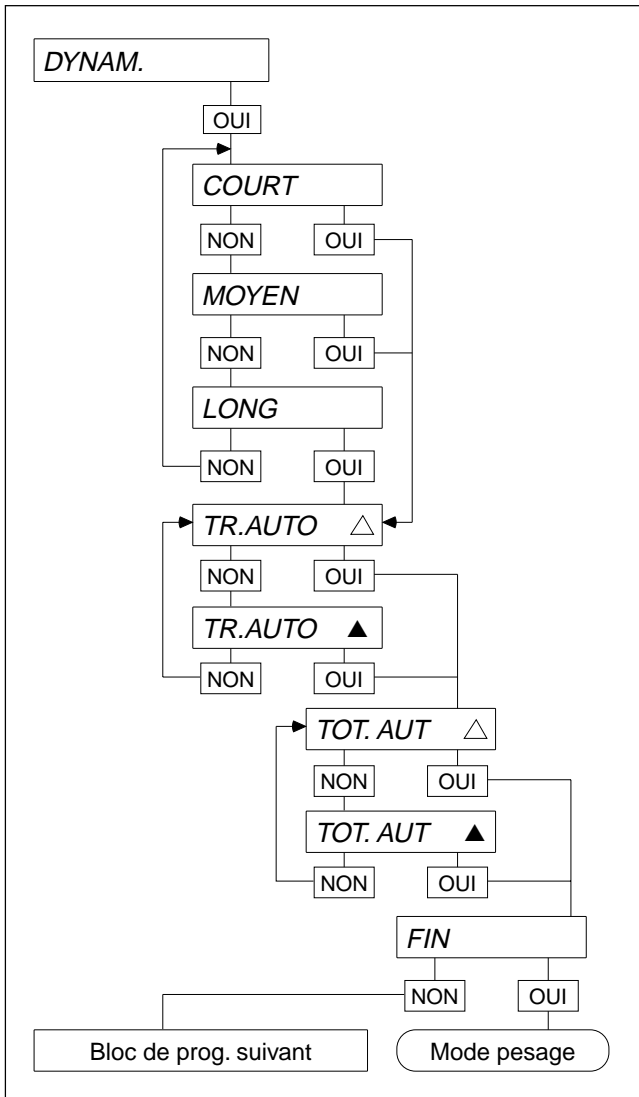 DYNAM.
OUI
COURT
NON OUI
MOYEN
NON OUI
LONG
NON OUI
TR.AUTO △
NON OUI
TR.AUTO ▲
NON OUI
TOT. AUT △
NON OUI
TOT. AUT ▲
NON OUI
FIN
NON OUI
Bloc de prog. suivant Mode pesage